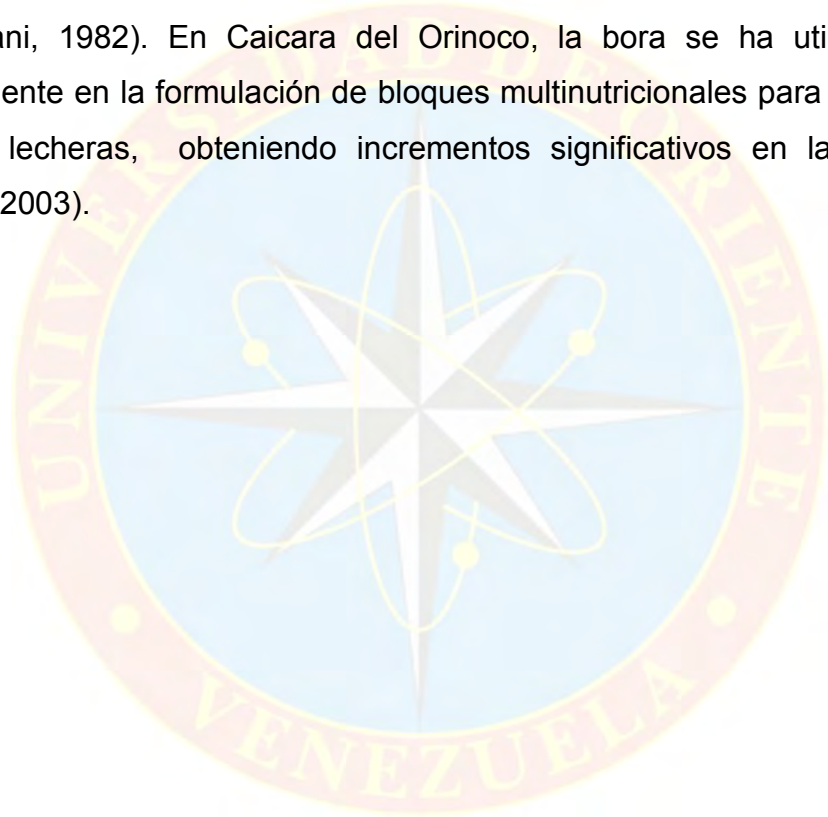 ani, 1982). En Caicara del Orinoco, la bora se ha uti
ente en la formulación de bloques multinutricionales para
lecheras, obteniendo incrementos significativos en la
2003).
UNIVERSIDAD DE ORIENTE
VENEZUELA